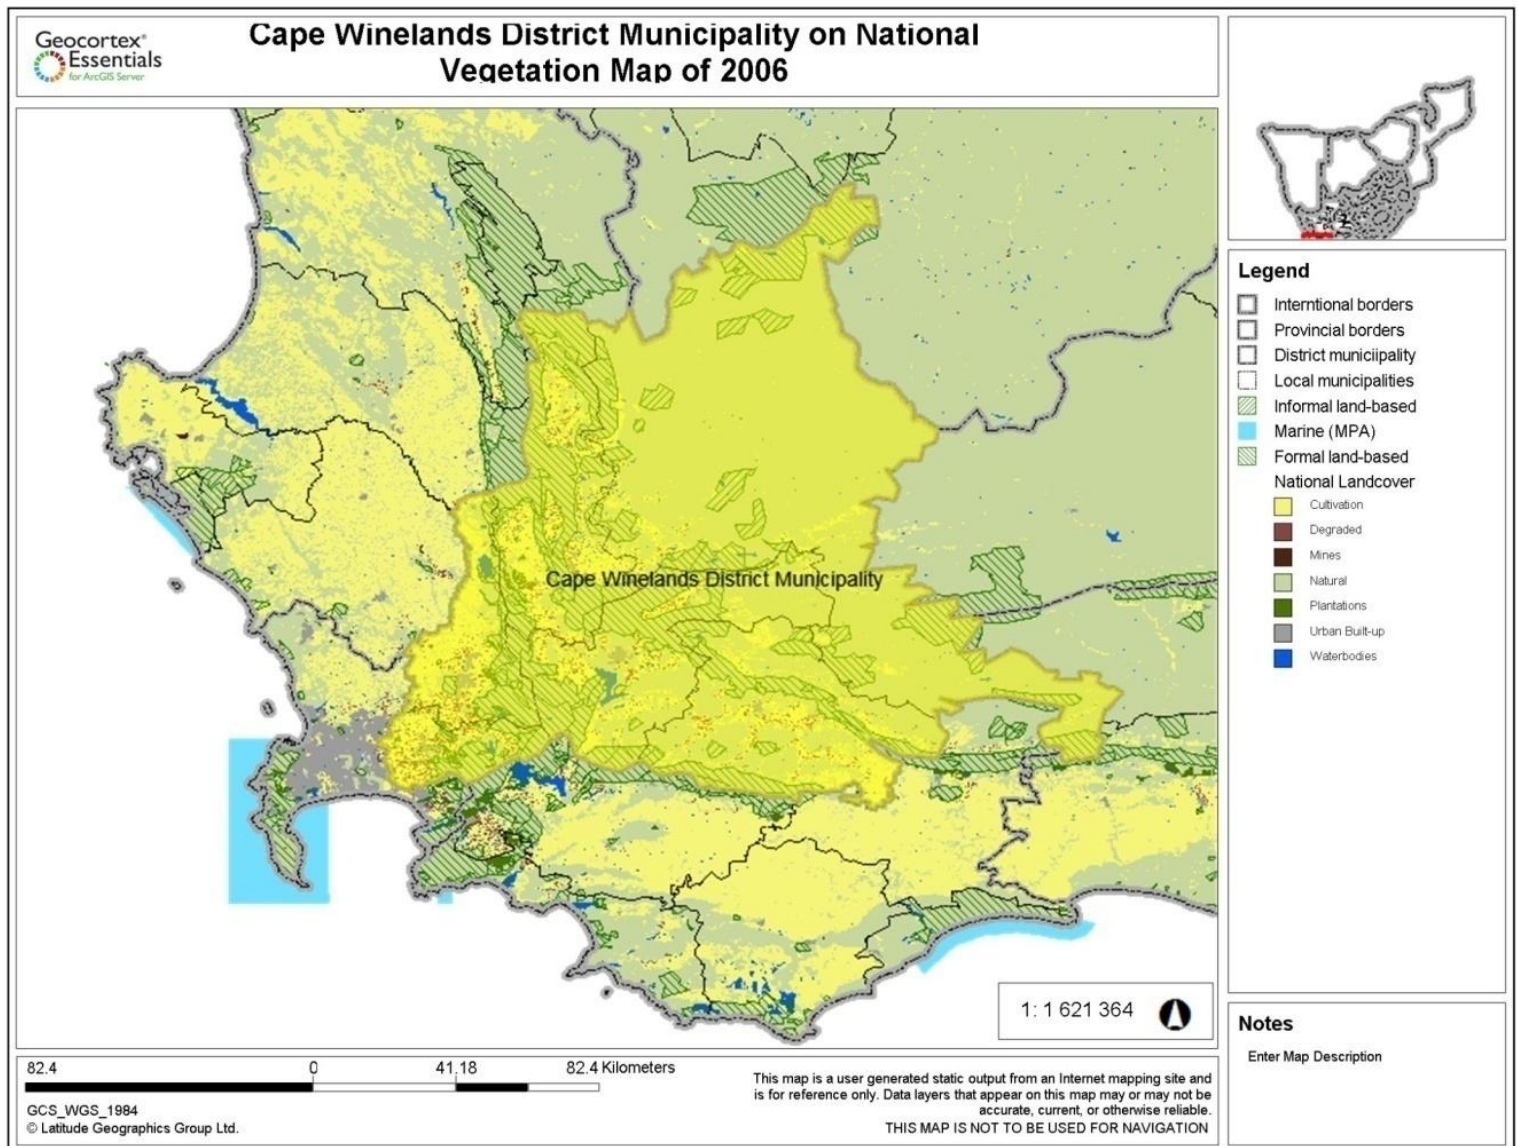 Geocortex®
Essentials
for ArcGIS Server
Cape Winelands District Municipality on National
Vegetation Map of 2006
Cape Winelands District Municipality
1: 1 621 364
Legend
Interntional borders
Provincial borders
District municiipality
Local municipalities
Informal land-based
Marine (MPA)
Formal land-based
National Landcover
Cultivation
Degraded
Mines
Natural
Plantations
Urban Built-up
Waterbodies
Notes
Enter Map Description
82.4 0 41.18 82.4 Kilometers
GCS_WGS_1984
© Latitude Geographics Group Ltd.
This map is a user generated static output from an Internet mapping site and
is for reference only. Data layers that appear on this map may or may not be
accurate, current, or otherwise reliable.
THIS MAP IS NOT TO BE USED FOR NAVIGATION